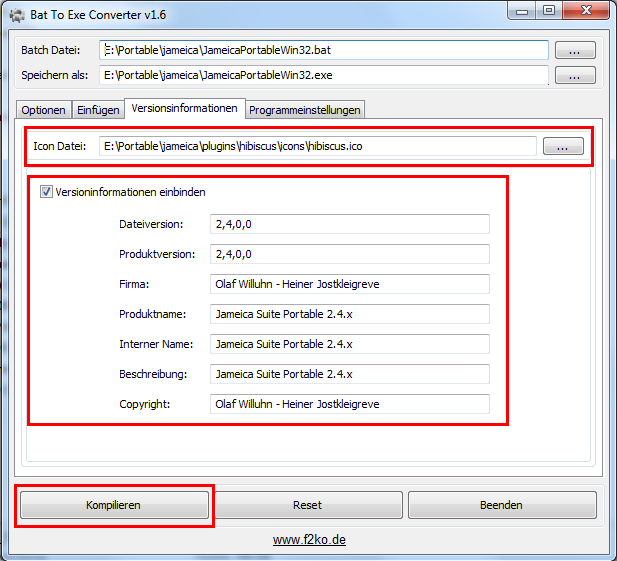 Bat To Exe Converter v1.6
Batch Datei: E:\Portable\jameica\JameicaPortableWin32.bat ...
Speichern als: E:\Portable\jameica\JameicaPortableWin32.exe ...
Optionen Einfügen Versionsinformationen Programmeinstellungen
Icon Datei: E:\Portable\jameica\plugins\hibiscus\icons\hibiscus.ico ...
Versioninformationen einbinden
Dateiversion: 2,4,0,0
Produktversion: 2,4,0,0
Firma: Olaf Willuhn - Heiner Jostkleigreve
Produktname: Jameica Suite Portable 2.4.x
Interner Name: Jameica Suite Portable 2.4.x
Beschreibung: Jameica Suite Portable 2.4.x
Copyright: Olaf Willuhn - Heiner Jostkleigreve
Kompilieren Reset Beenden
www.f2ko.de